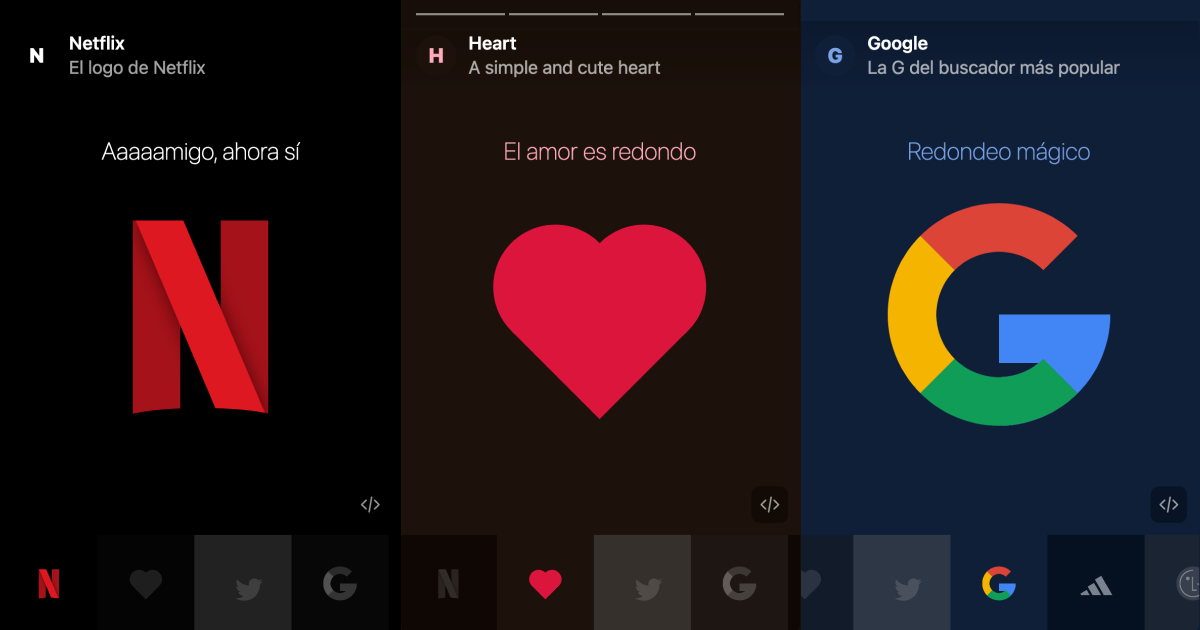 N
Netflix
El logo de Netflix
Aaaaamigo, ahora sí
N
</>
N
G
H
Heart
A simple and cute heart
El amor es redondo
</>
N
G
G
Google
La G del buscador más popular
Redondeo mágico
G
</>
G
LG